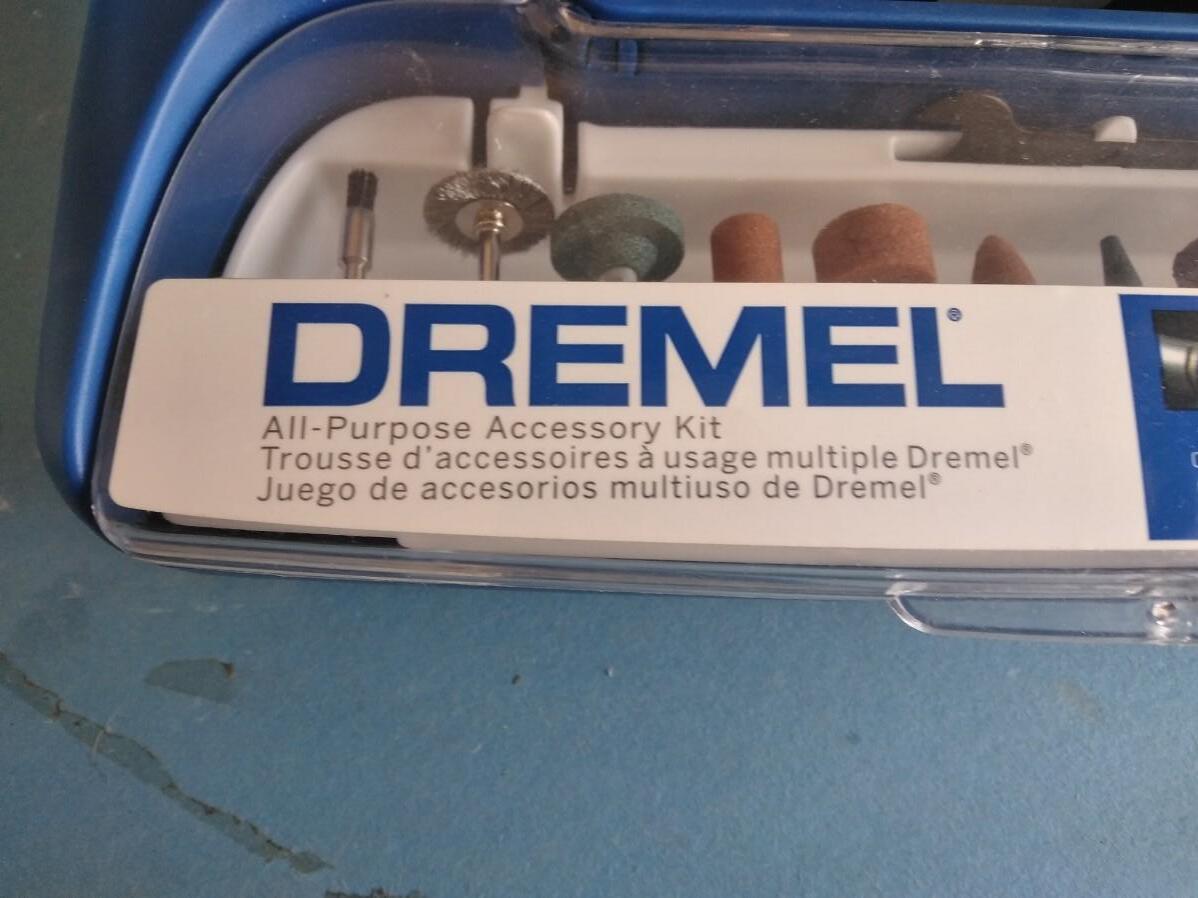 DREMEL®
All-Purpose Accessory Kit
Trousse d'accessoires à usage multiple Dremel®
Juego de accesorios multiuso de Dremel®